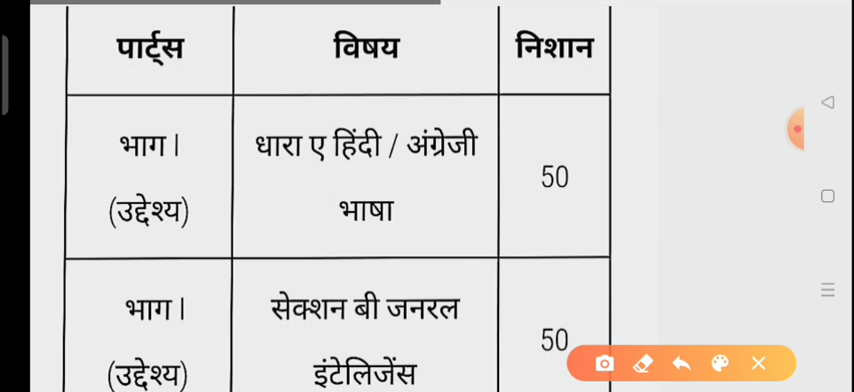 पार्ट्स विषय निशान
भाग I धारा ए हिंदी / अंग्रेजी 50
(उद्देश्य) भाषा
भाग I सेक्शन बी जनरल 50
(उद्देश्य) इंटेलिजेंस